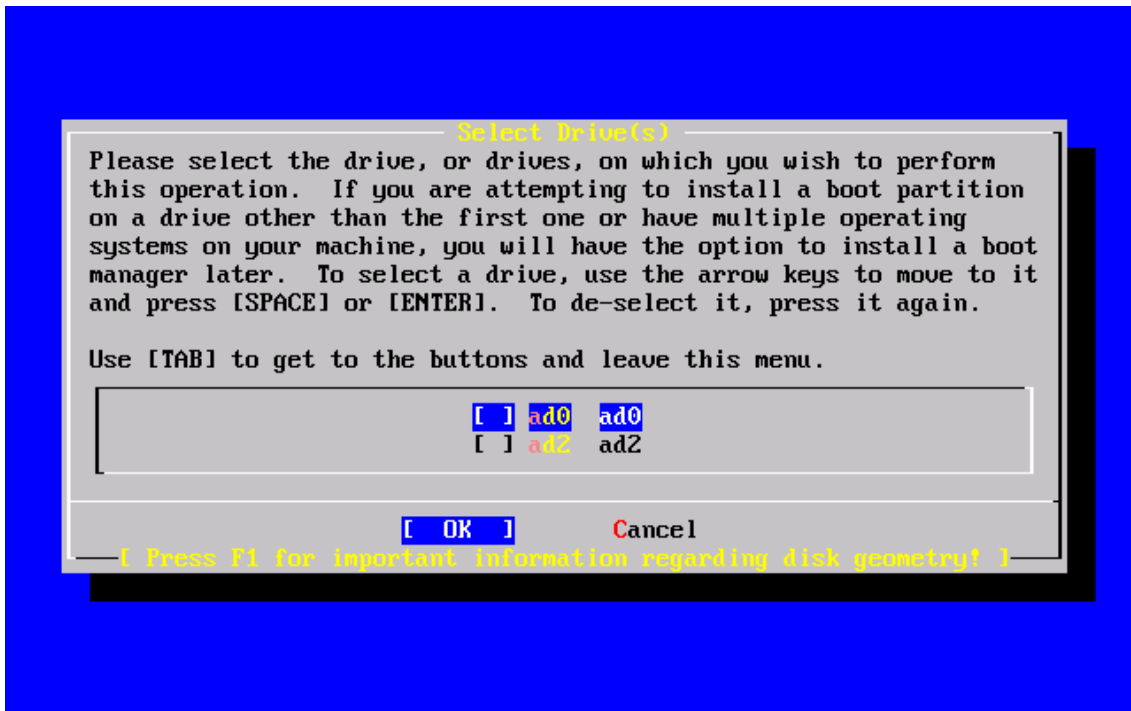 Select Drive(s)
Please select the drive, or drives, on which you wish to perform
this operation.  If you are attempting to install a boot partition
on a drive other than the first one or have multiple operating
systems on your machine, you will have the option to install a boot
manager later.  To select a drive, use the arrow keys to move to it
and press [SPACE] or [ENTER].  To de-select it, press it again.
Use [TAB] to get to the buttons and leave this menu.
[ ] ad0  ad0
[ ] ad2  ad2
[  OK  ]  Cancel
[ Press F1 for important information regarding disk geometry! ]